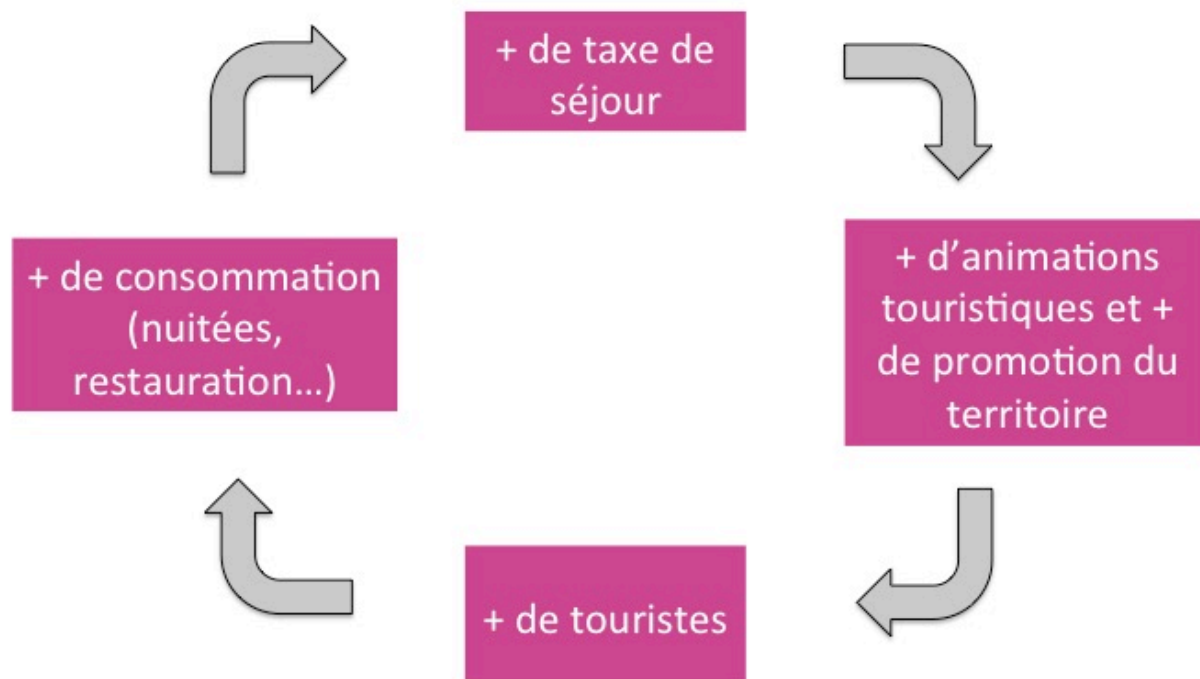 + de taxe de
séjour
+ d’animations
touristiques et +
de promotion du
territoire
+ de touristes
+ de consommation
(nuitées,
restauration…)